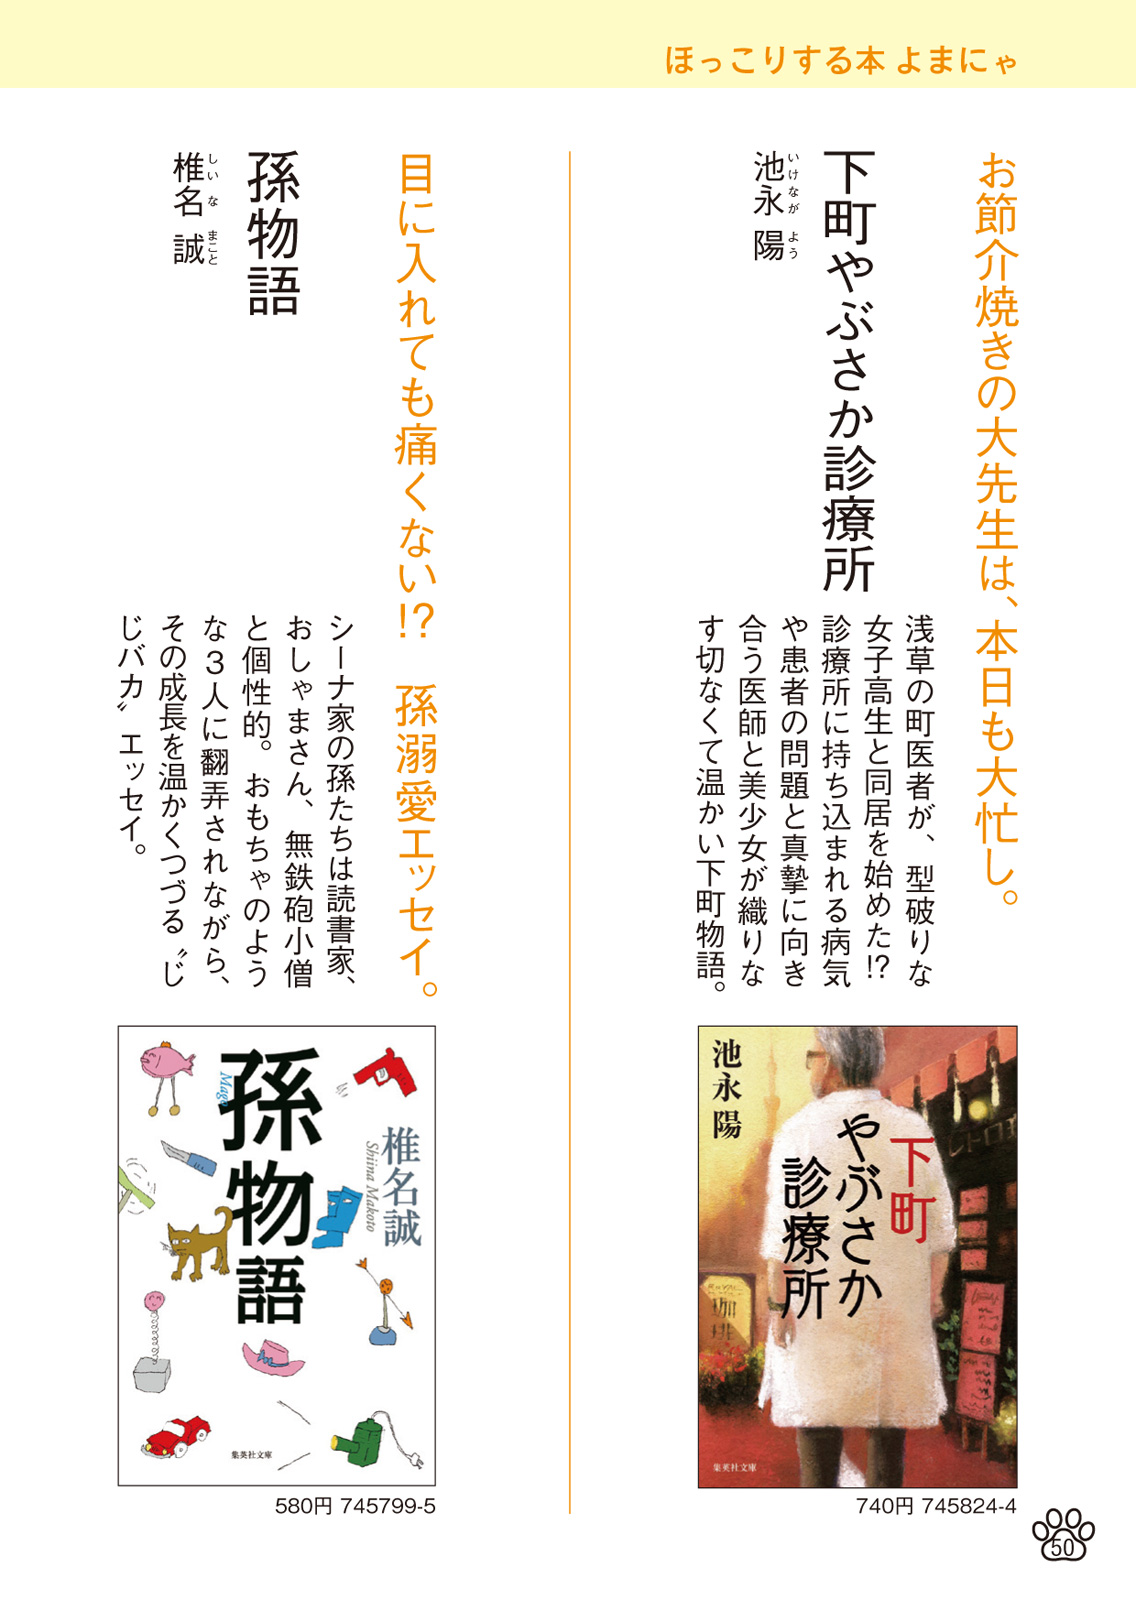 ほっこりする本 よまにゃ
お節介焼きの大先生は、本日も大忙し。
下町やぶさか診療所
池永 陽
いけなが よう
浅草の町医者が、型破りな
女子高生と同居を始めた!?
診療所に持ち込まれる病気
や患者の問題と真摯に向き
合う医師と美少女が織りな
す切なくて温かい下町物語。
池永 陽
下町
やぶさか
診療所
レトロ
珈琲
集英社文庫
740円 745824-4
目に入れても痛くない!? 孫溺愛エッセイ。
孫物語
椎名 誠
しいな まこと
シーナ家の孫たちは読書家、
おしゃまさん、無鉄砲小僧
と個性的。おもちゃのよう
な3人に翻弄されながら、
その成長を温かくつづる〝じ
じバカ〟エッセイ。
孫物語
Mago
椎名誠
Shiina Makoto
集英社文庫
580円 745799-5
50